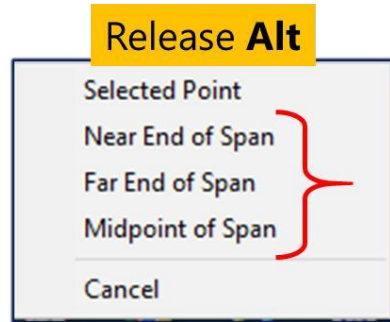 Release Alt
Selected Point
Near End of Span
Far End of Span
Midpoint of Span
Cancel